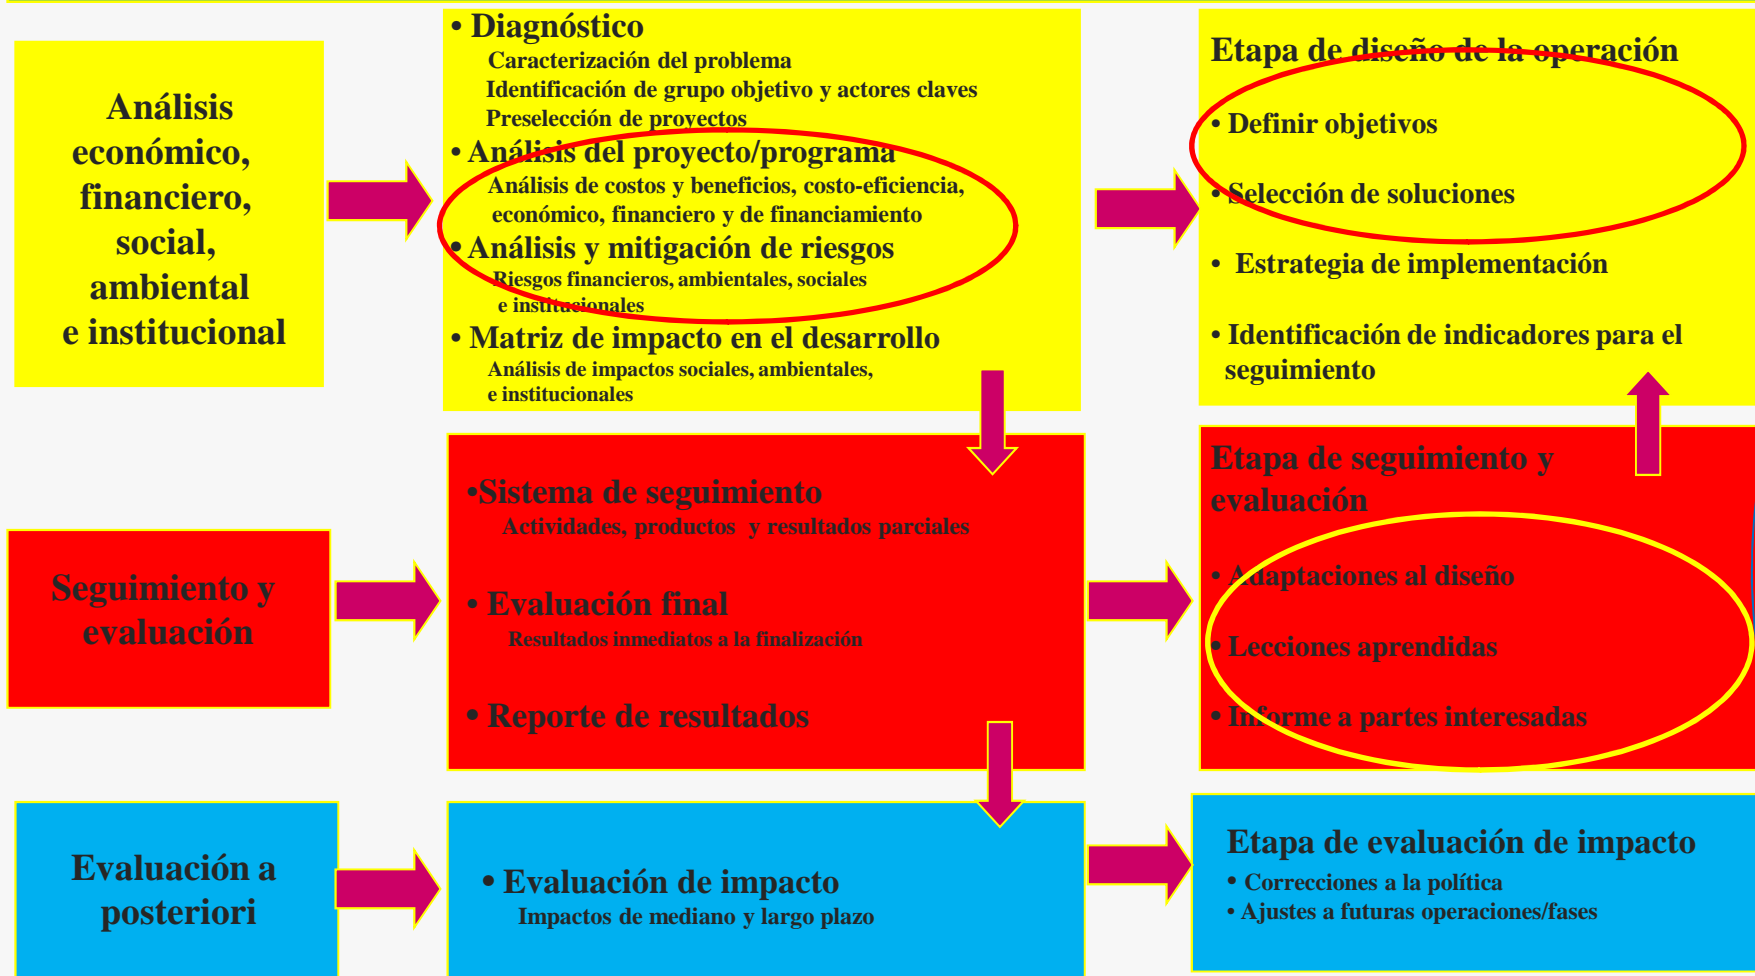 Análisis
económico,
financiero,
social,
ambiental
e institucional
• Diagnóstico
Caracterización del problema
Identificación de grupo objetivo y actores claves
Preselección de proyectos
• Análisis del proyecto/programa
Análisis de costos y beneficios, costo-eficiencia,
económico, financiero y de financiamiento
• Análisis y mitigación de riesgos
Riesgos financieros, ambientales, sociales
e institucionales
• Matriz de impacto en el desarrollo
Análisis de impactos sociales, ambientales,
e institucionales
Etapa de diseño de la operación
• Definir objetivos
• Selección de soluciones
• Estrategia de implementación
• Identificación de indicadores para el
seguimiento
Seguimiento y
evaluación
•Sistema de seguimiento
Actividades, productos y resultados parciales
• Evaluación final
Resultados inmediatos a la finalización
• Reporte de resultados
Etapa de seguimiento y
evaluación
• Adaptaciones al diseño
• Lecciones aprendidas
• Informe a partes interesadas
Evaluación a
posteriori
• Evaluación de impacto
Impactos de mediano y largo plazo
Etapa de evaluación de impacto
• Correcciones a la política
• Ajustes a futuras operaciones/fases